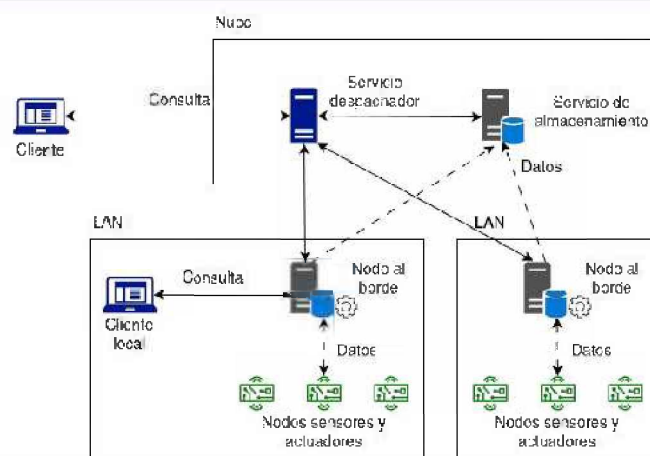 Nube
Consulta
Servicio
despachador
Servicio de
almacenamiento
Cliente
Datos
LAN
LAN
Consulta
Nodo al
borde
Nodo al
borde
Cliente
local
Datos
Datos
Nodos sensores y
actuadores
Nodos sensores y
actuadores